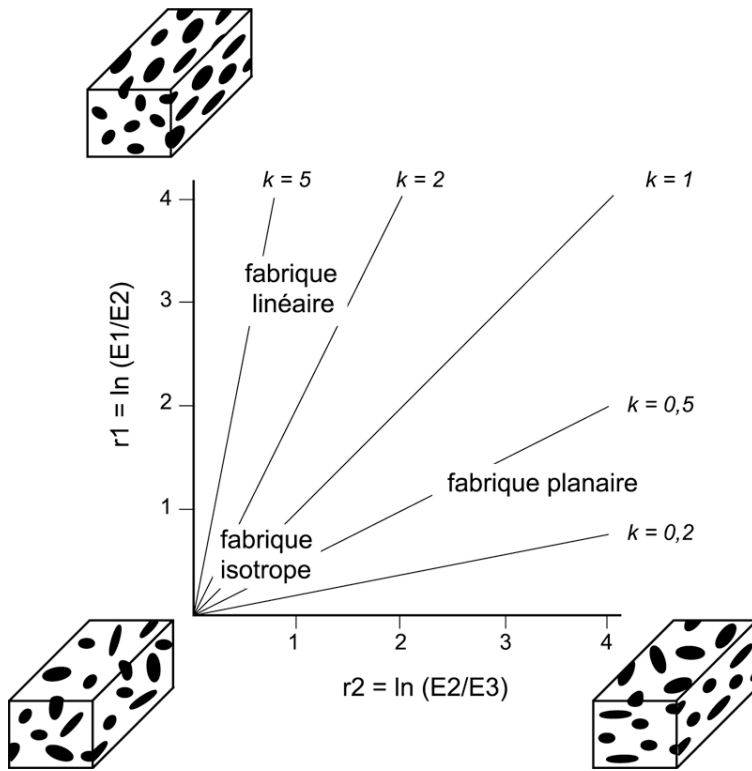 k = 5
k = 2
k = 1
4
fabrique
linéaire
3
r1 = ln (E1/E2)
2
k = 0,5
fabrique planaire
1
fabrique
isotrope
k = 0,2
1
2
3
4
r2 = ln (E2/E3)